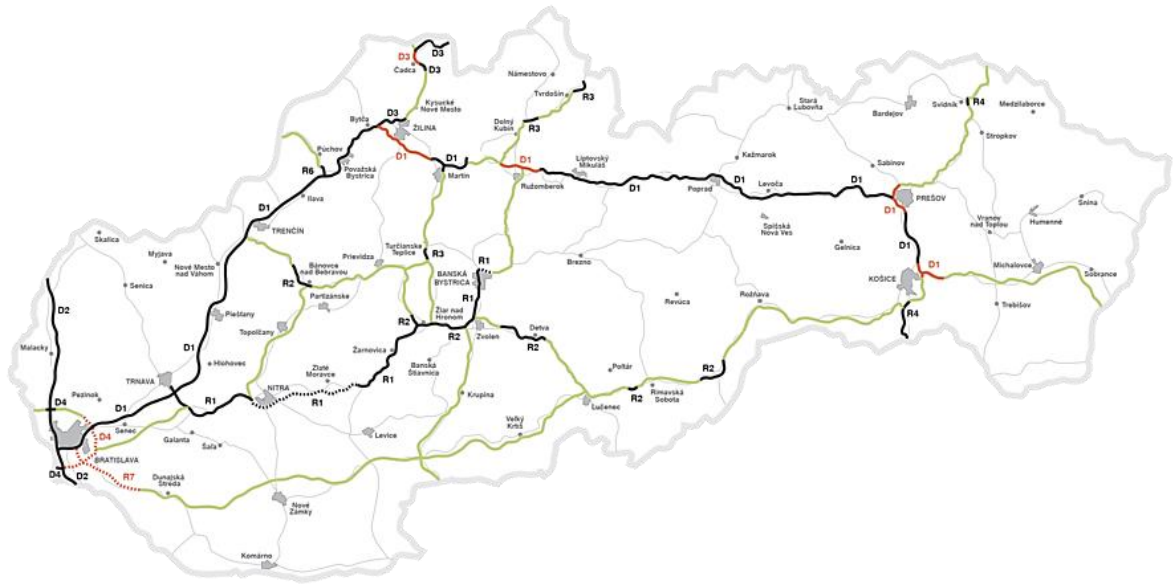 D3
D3
D3
Čadca
Námestovo
Tvrdošín
R3
Kysucké
Nové Mesto
Stará
Ľubovňa
Bardejov
Svidník
R4
Medzilaborce
Bytča
D3
ŽILINA
Dolný
Kubín
R3
Stropkov
Púchov
D1
D1
D1
Liptovský
Mikuláš
Kežmarok
Sabinov
R6
Považská
Bystrica
Martin
Ružomberok
D1
Poprad
D1
Levoča
D1
PREŠOV
Snina
Ilava
D1
D1
Humenné
TRENČÍN
Spišská
Nová Ves
Vranov
nad Topľou
Skalica
Gelnica
D1
Myjava
Nové Mesto
nad Váhom
Prievidza
Turčianske
Teplice
R3
R1
BANSKÁ
BYSTRICA
Brezno
D1
Michalovce
Sobrance
KOŠICE
Bánovce
nad Bebravou
R2
Senica
Partizánske
R1
Revúca
Rožňava
Trebišov
D2
Piešťany
Topoľčany
R2
Žiar nad
Hronom
R2
Zvolen
Detva
R2
R4
Malacky
D1
Žarnovica
Hlohovec
Zlaté
Moravce
Banská
Štiavnica
Poltár
R2
TRNAVA
NITRA
R1
Rimavská
Sobota
R2
Pezinok
R1
R1
Krupina
Lučenec
D4
D1
Senec
Galanta
Šaľa
Levice
Veľký
Krtíš
D4
BRATISLAVA
D4
D2
R7
Dunajská
Streda
Nové
Zámky
Komárno